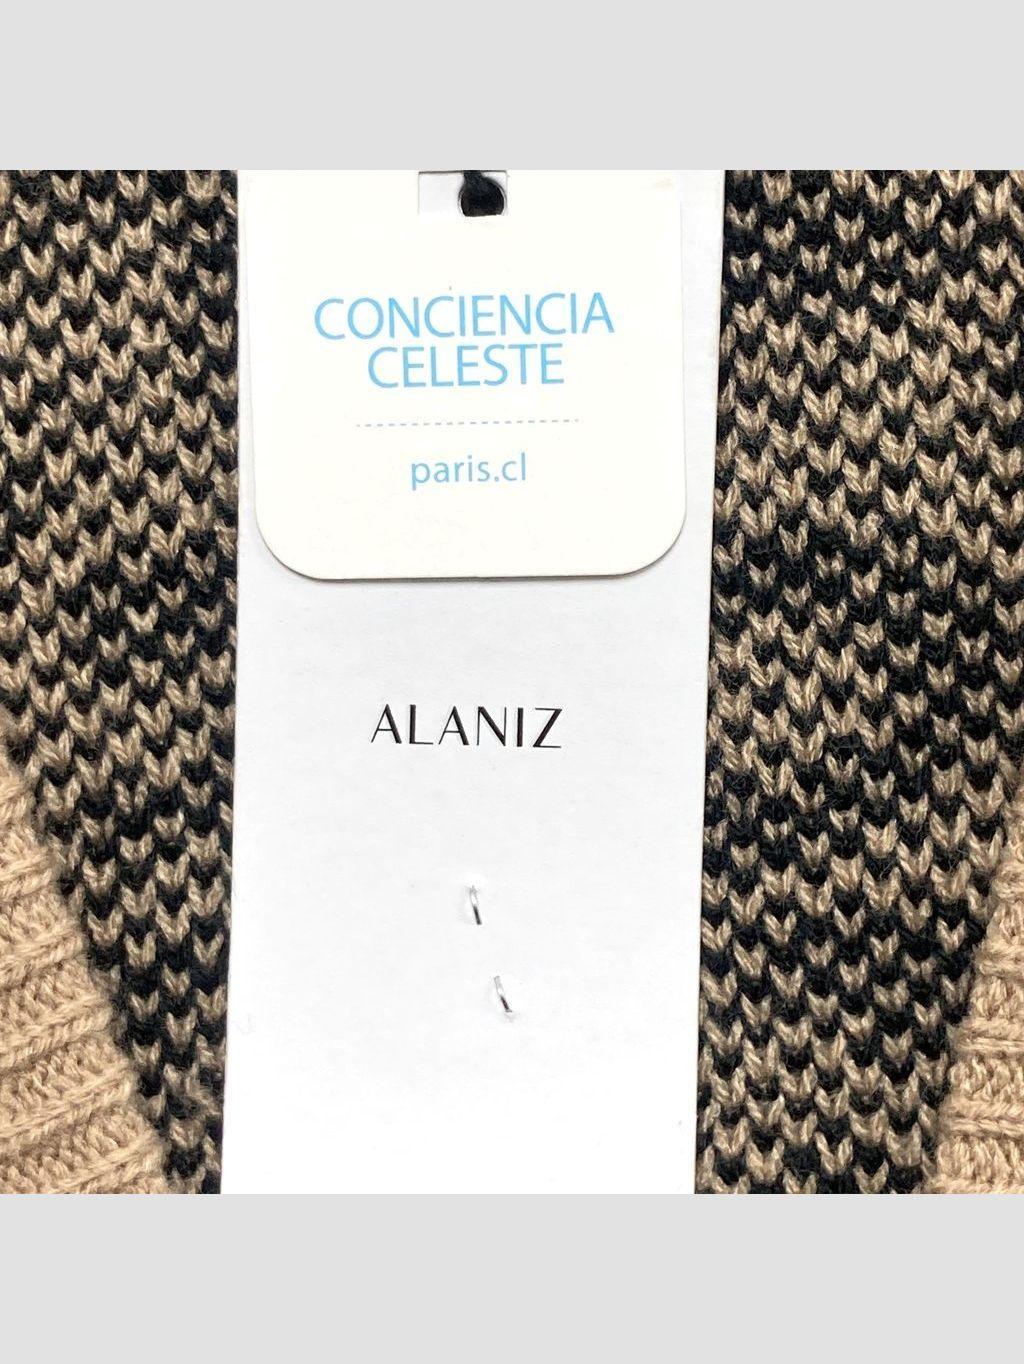 CONCIENCIA
CELESTE
paris.cl
ALANIZ